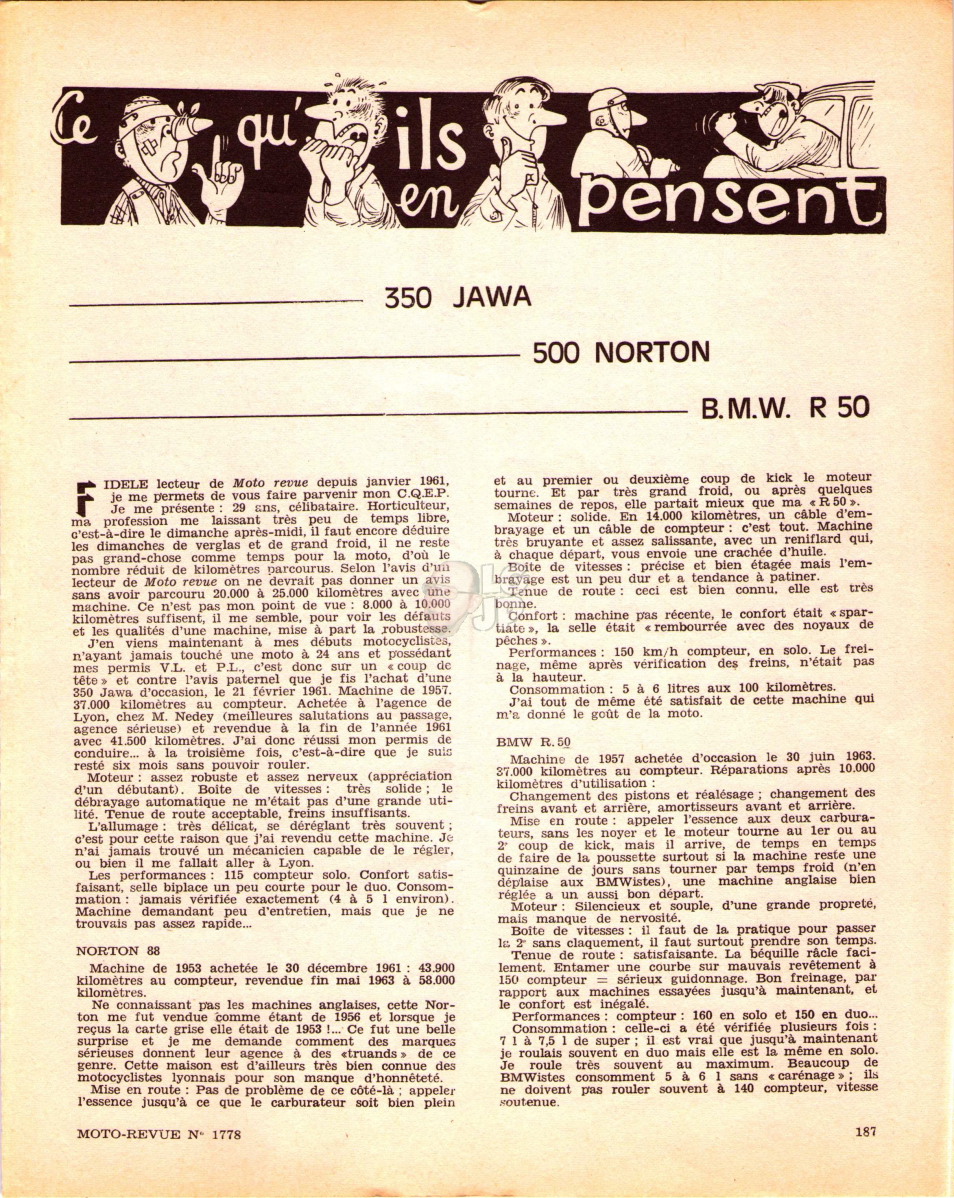 Ce qu' ils en pensent
350 JAWA
500 NORTON
B.M.W. R 50
FIDELE lecteur de Moto revue depuis janvier 1961,
je me permets de vous faire parvenir mon C.Q.E.P.
Je me présente : 29 ans, célibataire. Horticulteur,
ma profession me laissant très peu de temps libre,
c'est-à-dire le dimanche après-midi, il faut encore déduire
les dimanches de verglas et de grand froid, il ne reste
pas grand-chose comme temps pour la moto, d'où le
nombre réduit de kilomètres parcourus. Selon l'avis d'un
lecteur de Moto revue on ne devrait pas donner un avis
sans avoir parcouru 20.000 à 25.000 kilomètres avec une
machine. Ce n'est pas mon point de vue : 8.000 à 10.000
kilomètres suffisent, il me semble, pour voir les défauts
et les qualités d'une machine, mise à part la robustesse.
J'en viens maintenant à mes débuts motocyclistes,
n'ayant jamais touché une moto à 24 ans et possédant
mes permis V.L. et P.L., c'est donc sur un « coup de
tête » et contre l'avis paternel que je fis l'achat d'une
350 Jawa d'occasion, le 21 février 1961. Machine de 1957.
37.000 kilomètres au compteur. Achetée à l'agence de
Lyon, chez M. Nedey (meilleures salutations au passage,
agence sérieuse) et revendue à la fin de l'année 1961
avec 41.500 kilomètres. J'ai donc réussi mon permis de
conduire... à la troisième fois, c'est-à-dire que je suis
resté six mois sans pouvoir rouler.
Moteur : assez robuste et assez nerveux (appréciation
d'un débutant). Boîte de vitesses : très solide ; le
débrayage automatique ne m'était pas d'une grande uti-
lité. Tenue de route acceptable, freins insuffisants.
L'allumage : très délicat, se déréglant très souvent ;
c'est pour cette raison que j'ai revendu cette machine. Je
n'ai jamais trouvé un mécanicien capable de le régler,
ou bien il me fallait aller à Lyon.
Les performances : 115 compteur solo. Confort satis-
faisant, selle biplace un peu courte pour le duo. Consom-
mation : jamais vérifiée exactement (4 à 5 l environ).
Machine demandant peu d'entretien, mais que je ne
trouvais pas assez rapide...
NORTON 88
Machine de 1953 achetée le 30 décembre 1961 : 43.900
kilomètres au compteur, revendue fin mai 1963 à 58.000
kilomètres.
Ne connaissant pas les machines anglaises, cette Nor-
ton me fut vendue comme étant de 1956 et lorsque je
reçus la carte grise elle était de 1953 !... Ce fut une belle
surprise et je me demande comment des marques
sérieuses donnent leur agence à des «truands » de ce
genre. Cette maison est d'ailleurs très bien connue des
motocyclistes lyonnais pour son manque d'honnêteté.
Mise en route : Pas de problème de ce côté-là ; appeler
l'essence jusqu'à ce que le carburateur soit bien plein
et au premier ou deuxième coup de kick le moteur
tourne. Et par très grand froid, ou après quelques
semaines de repos, elle partait mieux que ma « R 50 ».
Moteur : solide. En 14.000 kilomètres, un câble d'em-
brayage et un câble de compteur : c'est tout. Machine
très bruyante et assez salissante, avec un reniflard qui,
à chaque départ, vous envoie une crachée d'huile.
Boîte de vitesses : précise et bien étagée mais l'em-
brayage est un peu dur et a tendance à patiner.
Tenue de route : ceci est bien connu, elle est très
bonne.
Confort : machine pas récente, le confort était « spar-
tiate », la selle était « rembourrée avec des noyaux de
pêches ».
Performances : 150 km/h compteur, en solo. Le frei-
nage, même après vérification des freins, n'était pas
à la hauteur.
Consommation : 5 à 6 litres aux 100 kilomètres.
J'ai tout de même été satisfait de cette machine qui
m'a donné le goût de la moto.
BMW R.50
Machine de 1957 achetée d'occasion le 30 juin 1963.
37.000 kilomètres au compteur. Réparations après 10.000
kilomètres d'utilisation :
Changement des pistons et réalésage ; changement des
freins avant et arrière, amortisseurs avant et arrière.
Mise en route : appeler l'essence aux deux carbura-
teurs, sans les noyer et le moteur tourne au 1er ou au
2e coup de kick, mais il arrive, de temps en temps
de faire de la poussette surtout si la machine reste une
quinzaine de jours sans tourner par temps froid (n'en
déplaise aux BMWistes), une machine anglaise bien
réglée a un aussi bon départ.
Moteur : Silencieux et souple, d'une grande propreté,
mais manque de nervosité.
Boîte de vitesses : il faut de la pratique pour passer
la 2e sans claquement, il faut surtout prendre son temps.
Tenue de route : satisfaisante. La béquille râcle faci-
lement. Entamer une courbe sur mauvais revêtement à
150 compteur = sérieux guidonnage. Bon freinage, par
rapport aux machines essayées jusqu'à maintenant, et
le confort est inégalé.
Performances : compteur : 160 en solo et 150 en duo...
Consommation : celle-ci a été vérifiée plusieurs fois :
7 l à 7,5 l de super ; il est vrai que jusqu'à maintenant
je roulais souvent en duo mais elle est la même en solo.
Je roule très souvent au maximum. Beaucoup de
BMWistes consomment 5 à 6 l sans « carénage » ; ils
ne doivent pas rouler souvent à 140 compteur, vitesse
soutenue.
MOTO-REVUE N° 1778
187